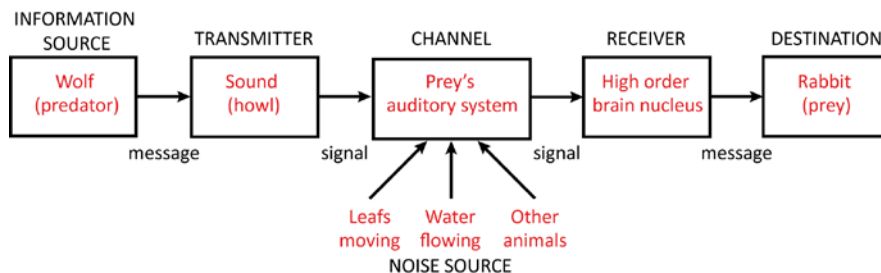 INFORMATION
SOURCE
TRANSMITTER
CHANNEL
RECEIVER
DESTINATION
Wolf
(predator)
Sound
(howl)
Prey's
auditory system
High order
brain nucleus
Rabbit
(prey)
message
signal
signal
message
Leafs
moving
Water
flowing
Other
animals
NOISE SOURCE